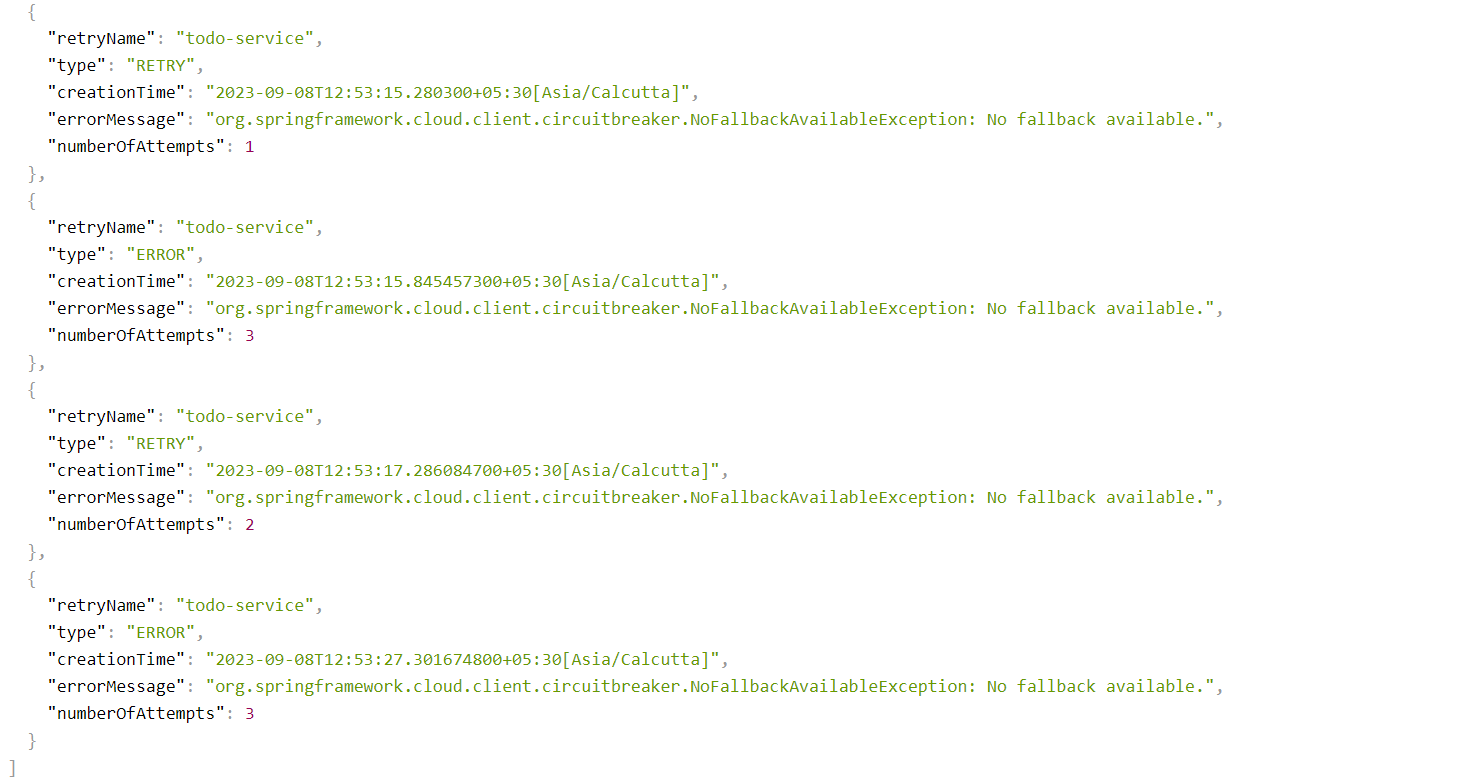 {
"retryName": "todo-service",
"type": "RETRY",
"creationTime": "2023-09-08T12:53:15.280300+05:30[Asia/Calcutta]",
"errorMessage": "org.springframework.cloud.client.circuitbreaker.NoFallbackAvailableException: No fallback available.",
"numberOfAttempts": 1
},
{
"retryName": "todo-service",
"type": "ERROR",
"creationTime": "2023-09-08T12:53:15.845457300+05:30[Asia/Calcutta]",
"errorMessage": "org.springframework.cloud.client.circuitbreaker.NoFallbackAvailableException: No fallback available.",
"numberOfAttempts": 3
},
{
"retryName": "todo-service",
"type": "RETRY",
"creationTime": "2023-09-08T12:53:17.286084700+05:30[Asia/Calcutta]",
"errorMessage": "org.springframework.cloud.client.circuitbreaker.NoFallbackAvailableException: No fallback available.",
"numberOfAttempts": 2
},
{
"retryName": "todo-service",
"type": "ERROR",
"creationTime": "2023-09-08T12:53:27.301674800+05:30[Asia/Calcutta]",
"errorMessage": "org.springframework.cloud.client.circuitbreaker.NoFallbackAvailableException: No fallback available.",
"numberOfAttempts": 3
}
]